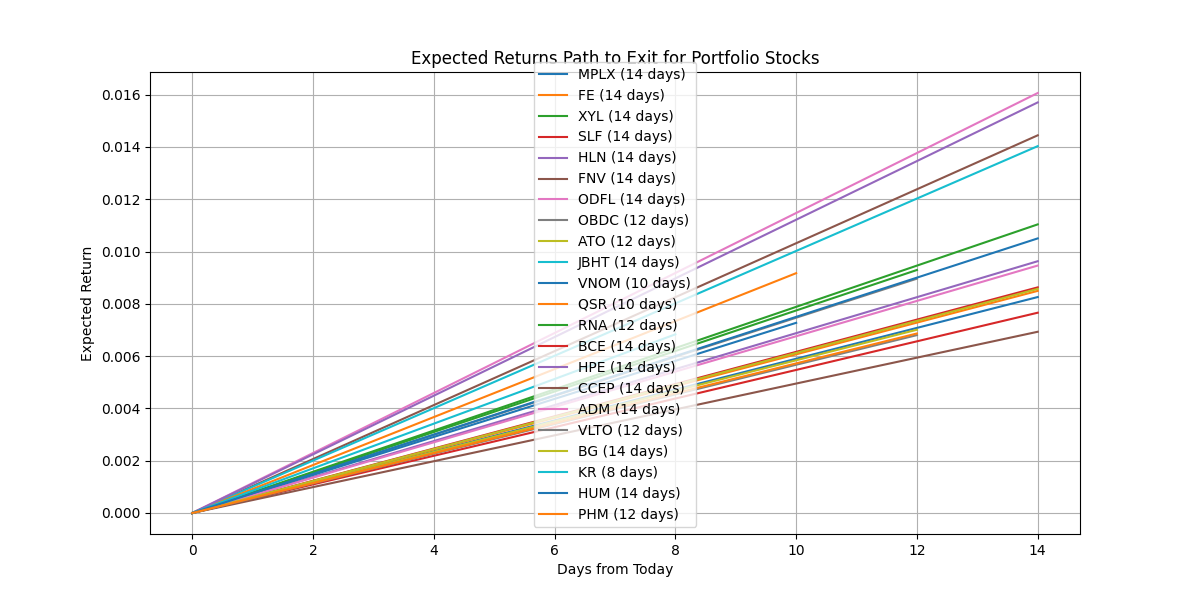 Expected Returns Path to Exit for Portfolio Stocks
MPLX (14 days)
FE (14 days)
XYL (14 days)
SLF (14 days)
HLN (14 days)
FNV (14 days)
ODFL (14 days)
OBDC (12 days)
ATO (12 days)
JBHT (14 days)
VNOM (10 days)
QSR (10 days)
RNA (12 days)
BCE (14 days)
HPE (14 days)
CCEP (14 days)
ADM (14 days)
VLTO (12 days)
BG (14 days)
KR (8 days)
HUM (14 days)
PHM (12 days)
Expected Return
0.016
0.014
0.012
0.010
0.008
0.006
0.004
0.002
0.000
0 2 4 6 8 10 12 14
Days from Today